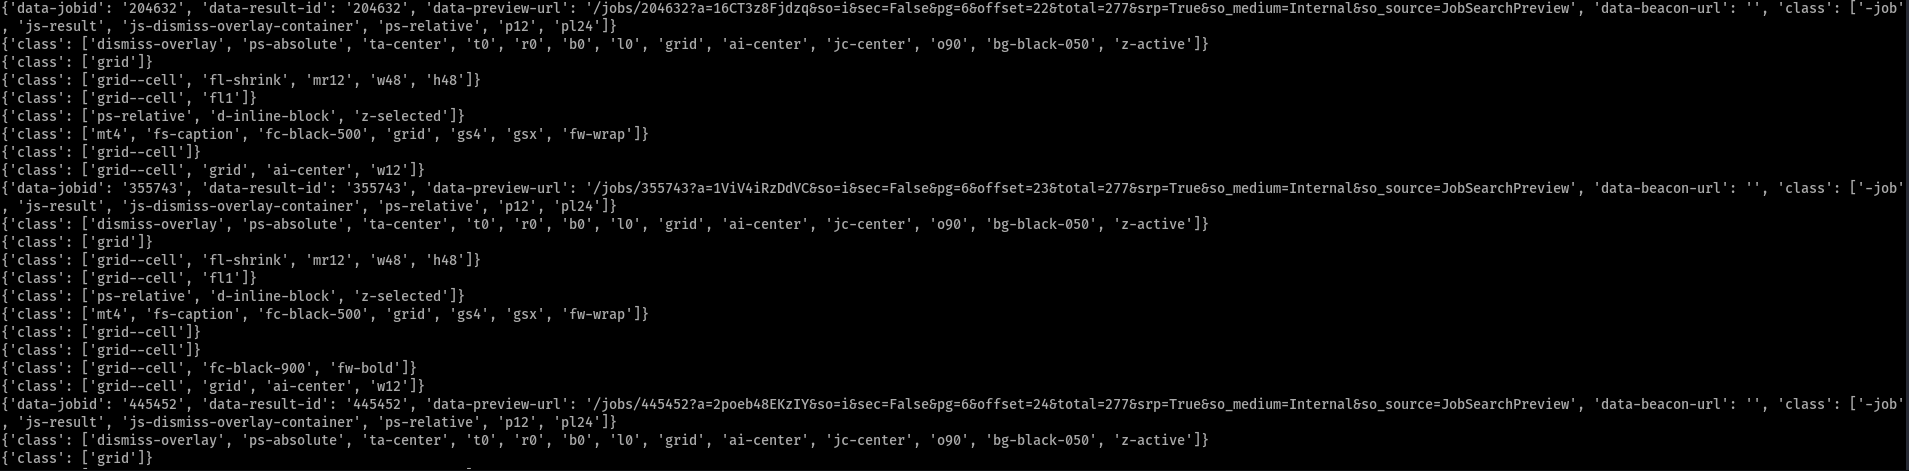 {'data-jobid': '204632', 'data-result-id': '204632', 'data-preview-url': '/jobs/204632?a=16CT3z8Fjdzq&so=i&sec=False&pg=6&offset=22&total=277&srp=True&so_medium=Internal&so_source=JobSearchPreview', 'data-beacon-url': '', 'class': ['-job'
, 'js-result', 'js-dismiss-overlay-container', 'ps-relative', 'p12', 'pl24']}
{'class': ['dismiss-overlay', 'ps-absolute', 'ta-center', 't0', 'r0', 'b0', 'l0', 'grid', 'ai-center', 'jc-center', 'o90', 'bg-black-050', 'z-active']}
{'class': ['grid']}
{'class': ['grid--cell', 'fl-shrink', 'mr12', 'w48', 'h48']}
{'class': ['grid--cell', 'fl1']}
{'class': ['ps-relative', 'd-inline-block', 'z-selected']}
{'class': ['mt4', 'fs-caption', 'fc-black-500', 'grid', 'gs4', 'gsx', 'fw-wrap']}
{'class': ['grid--cell']}
{'class': ['grid--cell', 'grid', 'ai-center', 'w12']}
{'data-jobid': '355743', 'data-result-id': '355743', 'data-preview-url': '/jobs/355743?a=1ViV4iRzDdVC&so=i&sec=False&pg=6&offset=23&total=277&srp=True&so_medium=Internal&so_source=JobSearchPreview', 'data-beacon-url': '', 'class': ['-job'
, 'js-result', 'js-dismiss-overlay-container', 'ps-relative', 'p12', 'pl24']}
{'class': ['dismiss-overlay', 'ps-absolute', 'ta-center', 't0', 'r0', 'b0', 'l0', 'grid', 'ai-center', 'jc-center', 'o90', 'bg-black-050', 'z-active']}
{'class': ['grid']}
{'class': ['grid--cell', 'fl-shrink', 'mr12', 'w48', 'h48']}
{'class': ['grid--cell', 'fl1']}
{'class': ['ps-relative', 'd-inline-block', 'z-selected']}
{'class': ['mt4', 'fs-caption', 'fc-black-500', 'grid', 'gs4', 'gsx', 'fw-wrap']}
{'class': ['grid--cell']}
{'class': ['grid--cell']}
{'class': ['grid--cell', 'fc-black-900', 'fw-bold']}
{'class': ['grid--cell', 'grid', 'ai-center', 'w12']}
{'data-jobid': '445452', 'data-result-id': '445452', 'data-preview-url': '/jobs/445452?a=2poeb48EKzIY&so=i&sec=False&pg=6&offset=24&total=277&srp=True&so_medium=Internal&so_source=JobSearchPreview', 'data-beacon-url': '', 'class': ['-job'
, 'js-result', 'js-dismiss-overlay-container', 'ps-relative', 'p12', 'pl24']}
{'class': ['dismiss-overlay', 'ps-absolute', 'ta-center', 't0', 'r0', 'b0', 'l0', 'grid', 'ai-center', 'jc-center', 'o90', 'bg-black-050', 'z-active']}
{'class': ['grid']}